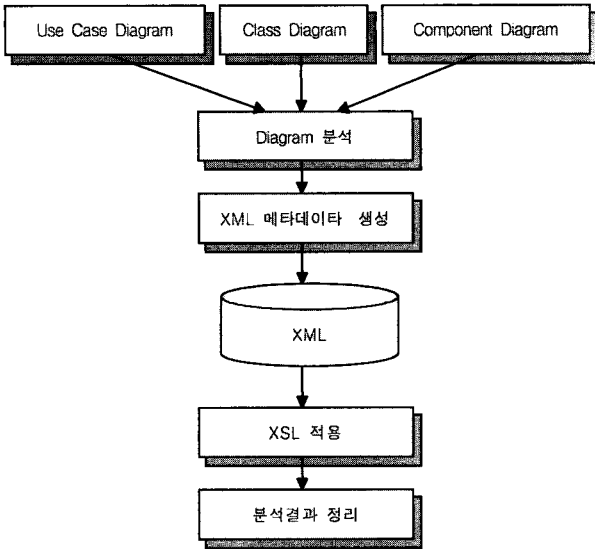 Use Case Diagram
Class Diagram
Component Diagram
Diagram 분석
XML 메타데이타 생성
XML
XSL 적용
분석결과 정리